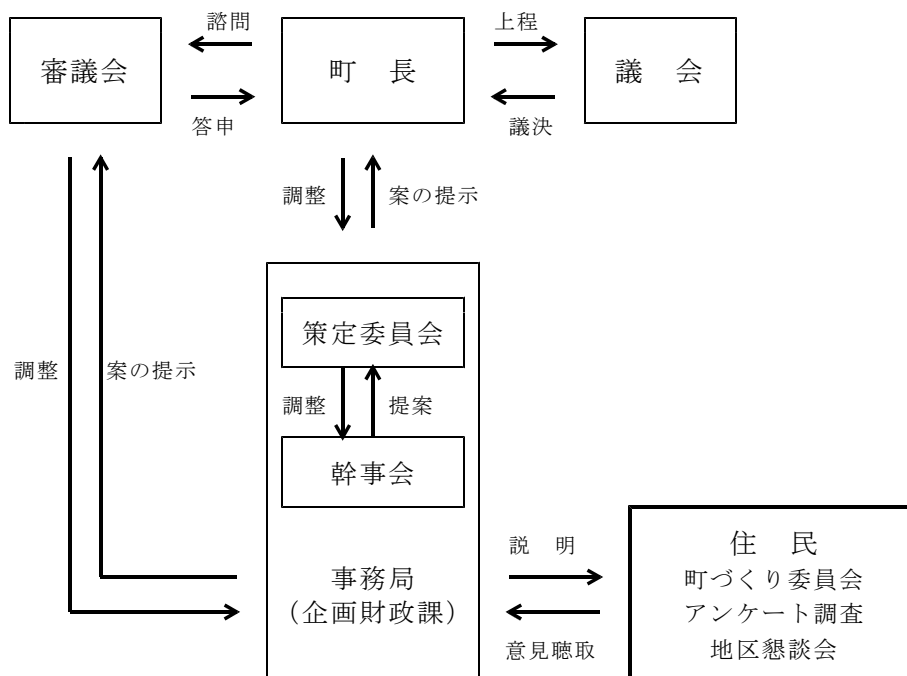 諮問
上程
審議会
町 長
議 会
答申
議決
調整
案の提示
策定委員会
調整
案の提示
調整
提案
幹事会
説 明
住 民
町づくり委員会
アンケート調査
地区懇談会
事務局
(企画財政課)
意見聴取